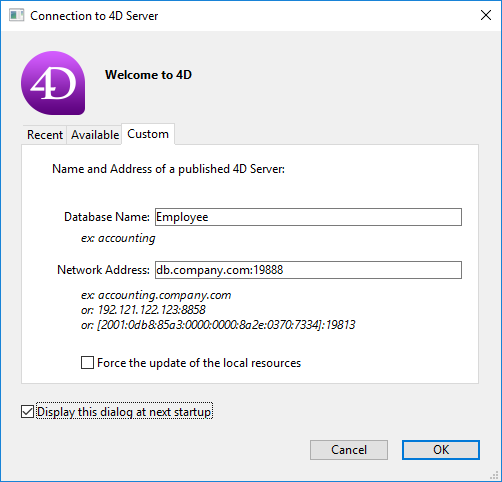 Connection to 4D Server
4D
Welcome to 4D
Recent Available Custom
Name and Address of a published 4D Server:
Database Name: Employee
ex: accounting
Network Address: db.company.com:19888
ex: accounting.company.com
or: 192.121.122.123:8858
or: [2001:0db8:85a3:0000:0000:8a2e:0370:7334]:19813
Force the update of the local resources
Display this dialog at next startup
Cancel OK